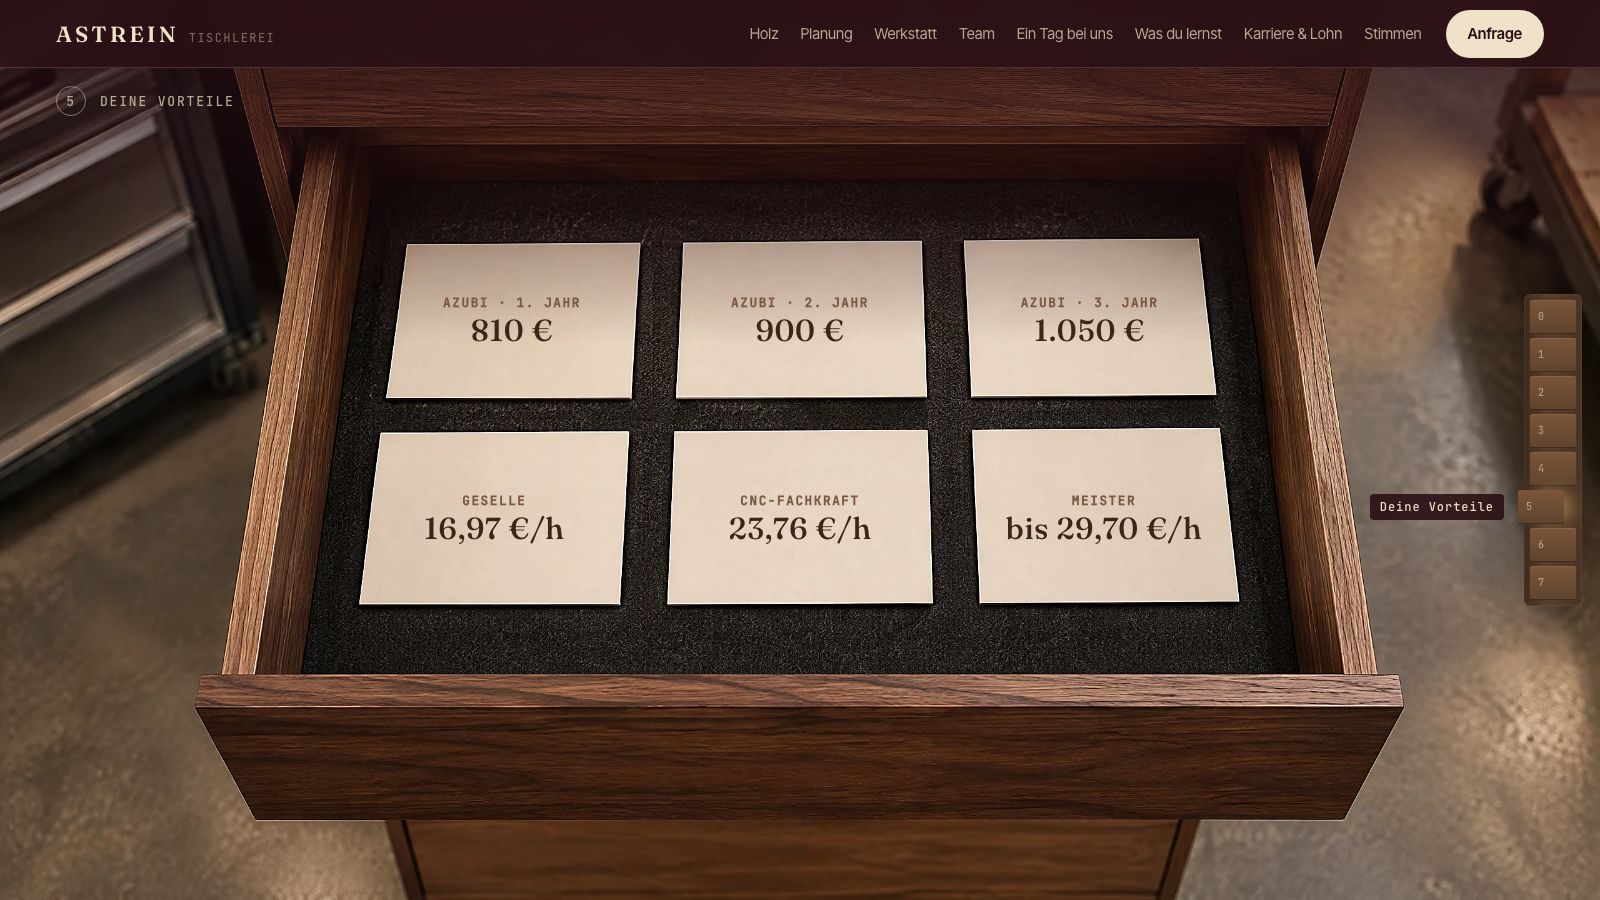 ASTREIN TISCHLEREI
Holz Planung Werkstatt Team Ein Tag bei uns Was du lernst Karriere & Lohn Stimmen Anfrage
5 DEINE VORTEILE
AZUBI · 1. JAHR
810 €
AZUBI · 2. JAHR
900 €
AZUBI · 3. JAHR
1.050 €
GESELLE
16,97 €/h
CNC-FACHKRAFT
23,76 €/h
MEISTER
bis 29,70 €/h
0
1
2
3
4
Deine Vorteile 5
6
7